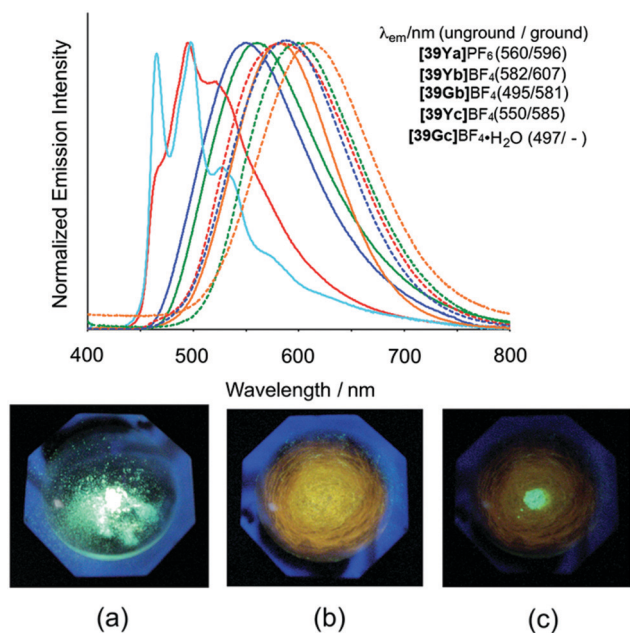 λem/nm (unground / ground)
[39Ya]PF6 (560/596)
[39Yb]BF4 (582/607)
[39Gb]BF4 (495/581)
[39Yc]BF4 (550/585)
[39Gc]BF4•H2O (497/ - )
Normalized Emission Intensity
400 500 600 700 800
Wavelength / nm
(a) (b) (c)